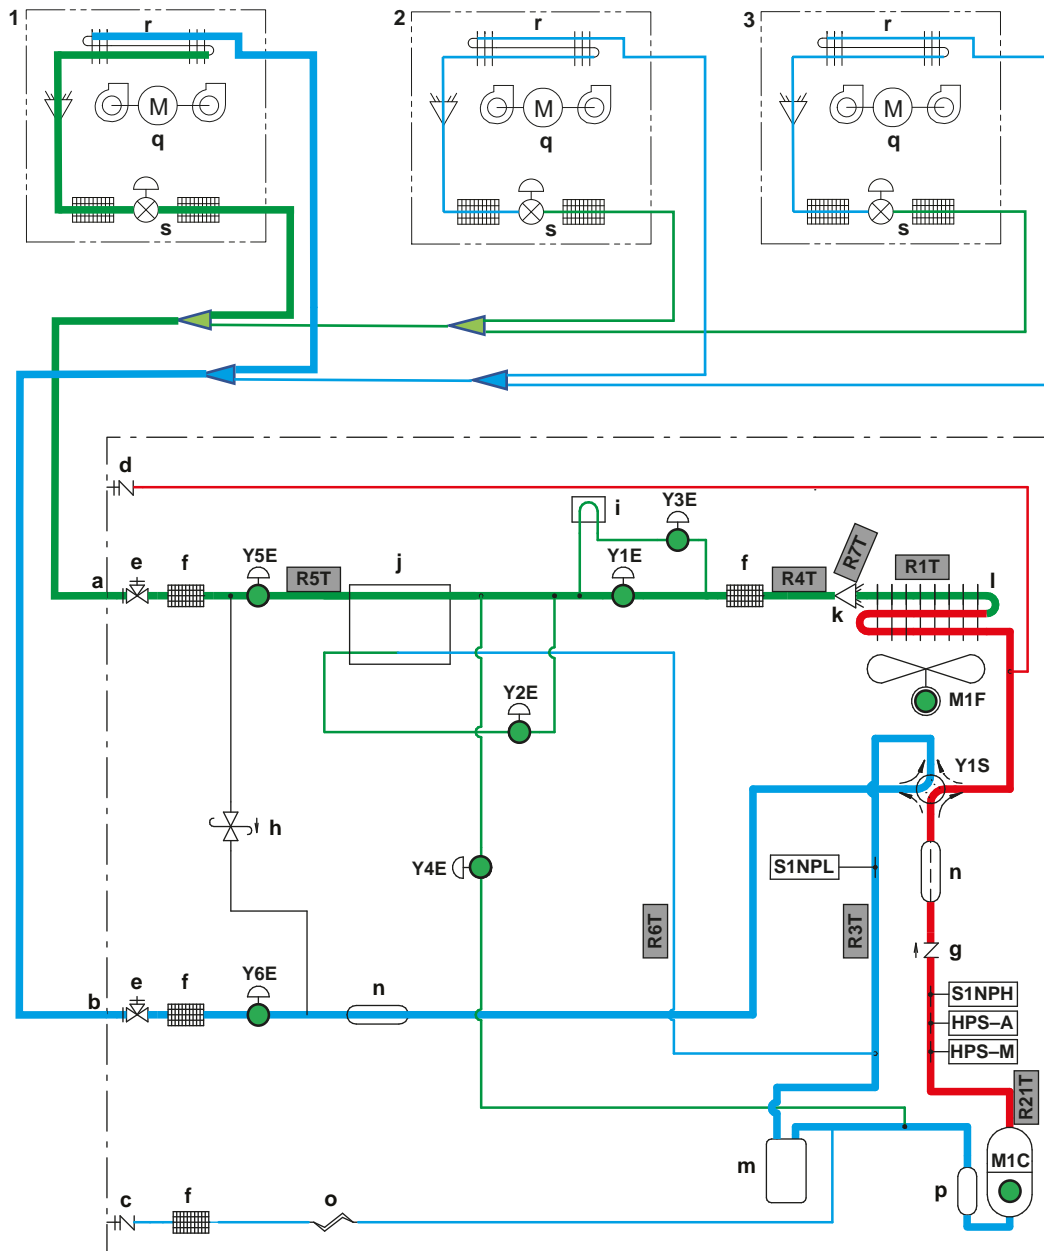 1 r 2 r 3 r
M M M
q q q
s s s
d
Y3E
i
e f Y5E j Y1E f R7T R1T l
R5T R4T
a k
Y2E M1F
Y1S
h
Y4E S1NPL n
R6T R3T
g
e f Y6E n S1NPH
b HPS–A
HPS–M
R21T
m M1C
c f o p